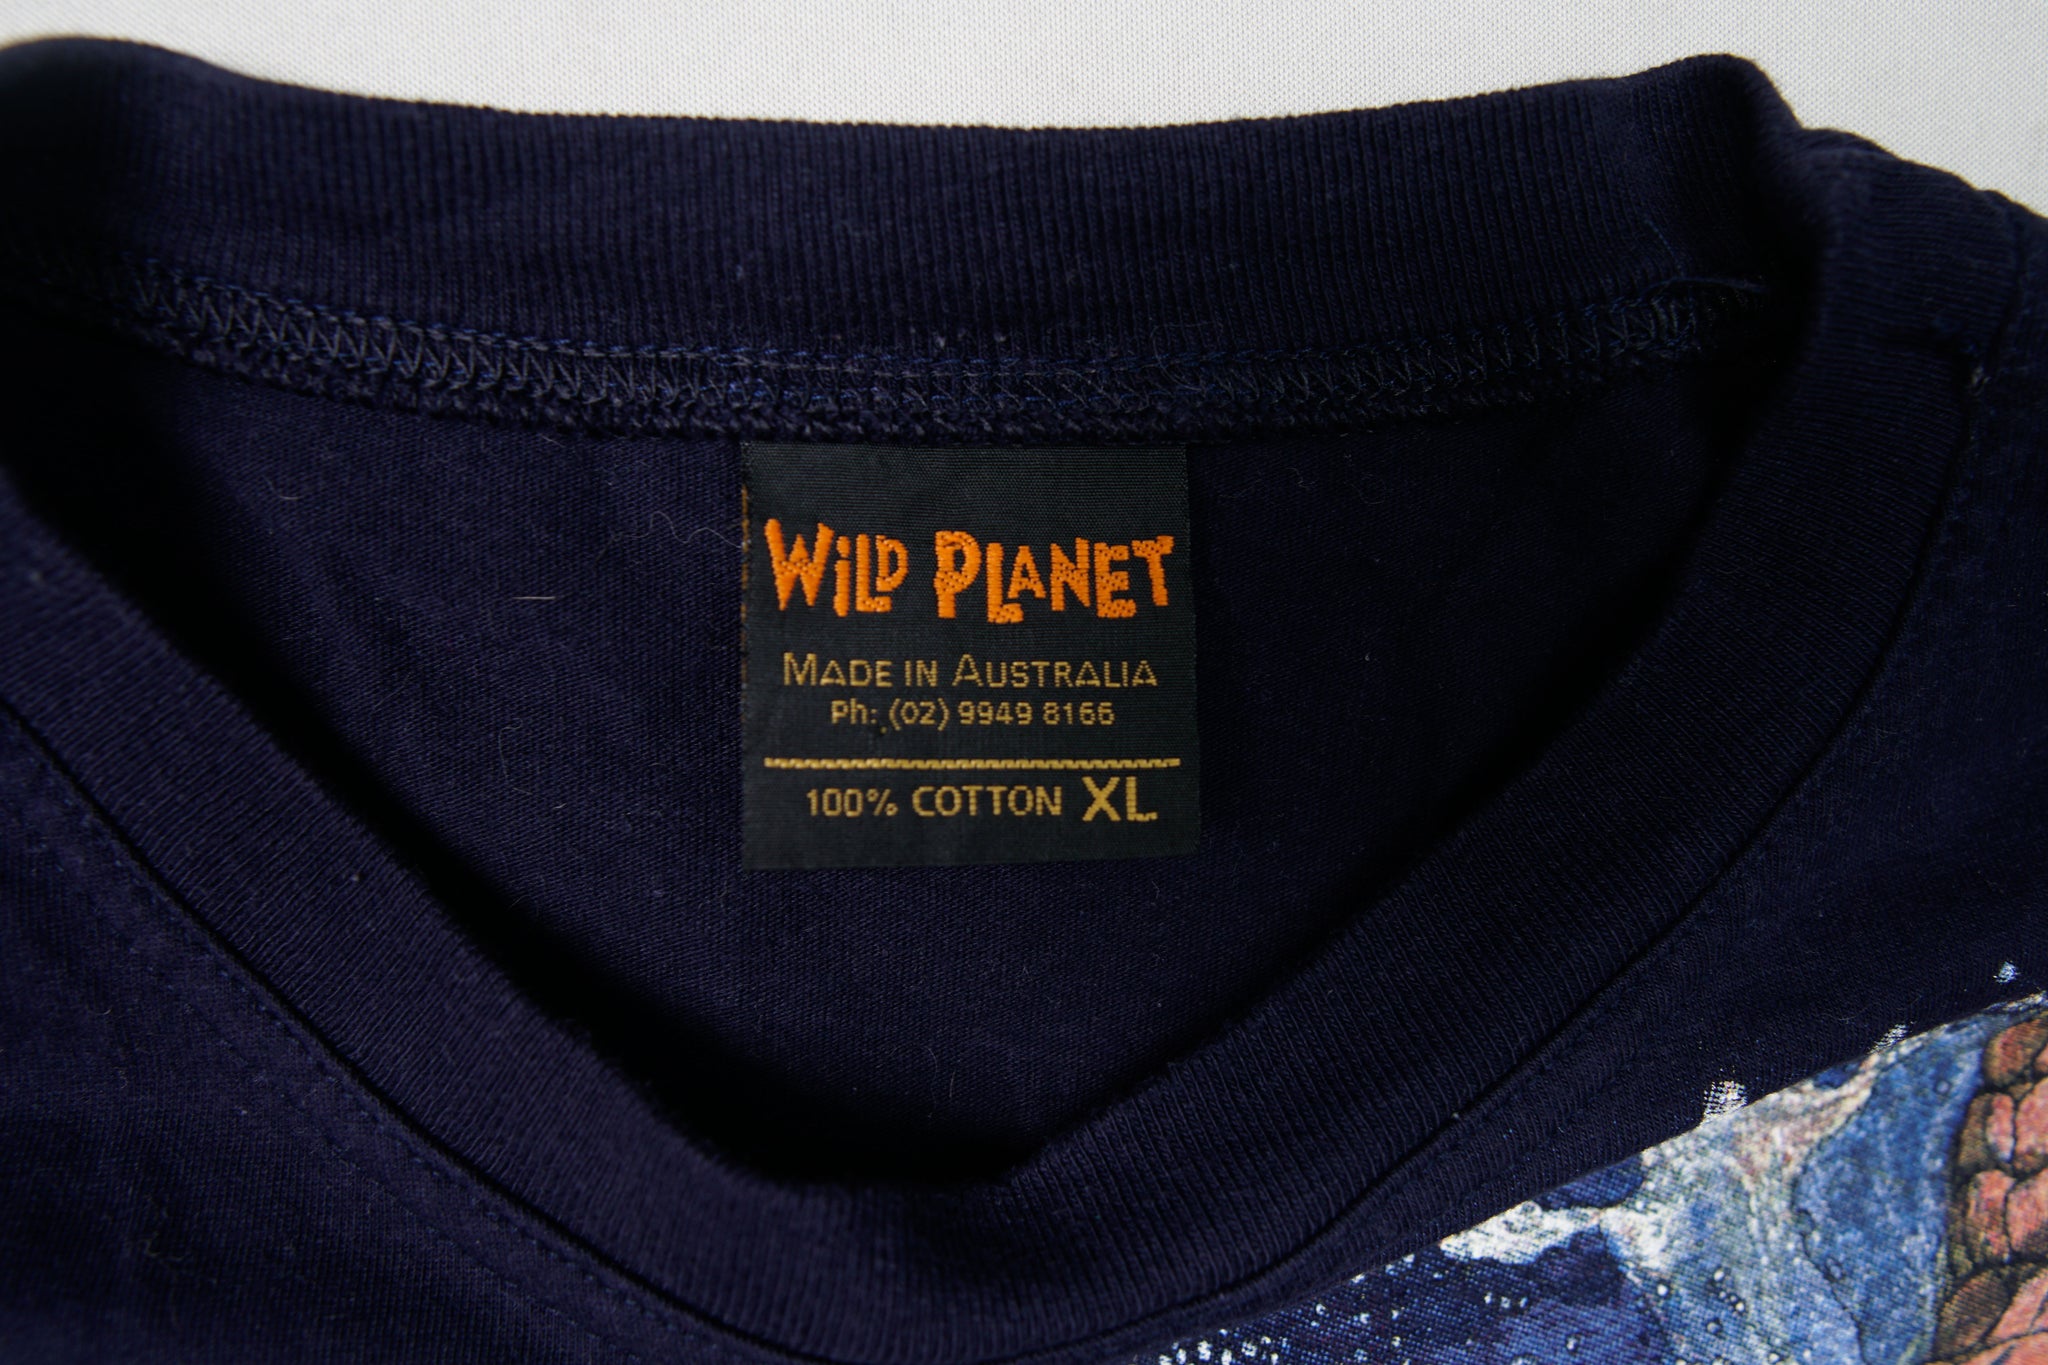 WiLD PLANET
MADE IN AUSTRALIA
Ph: (02) 9949 8166
100% COTTON XL